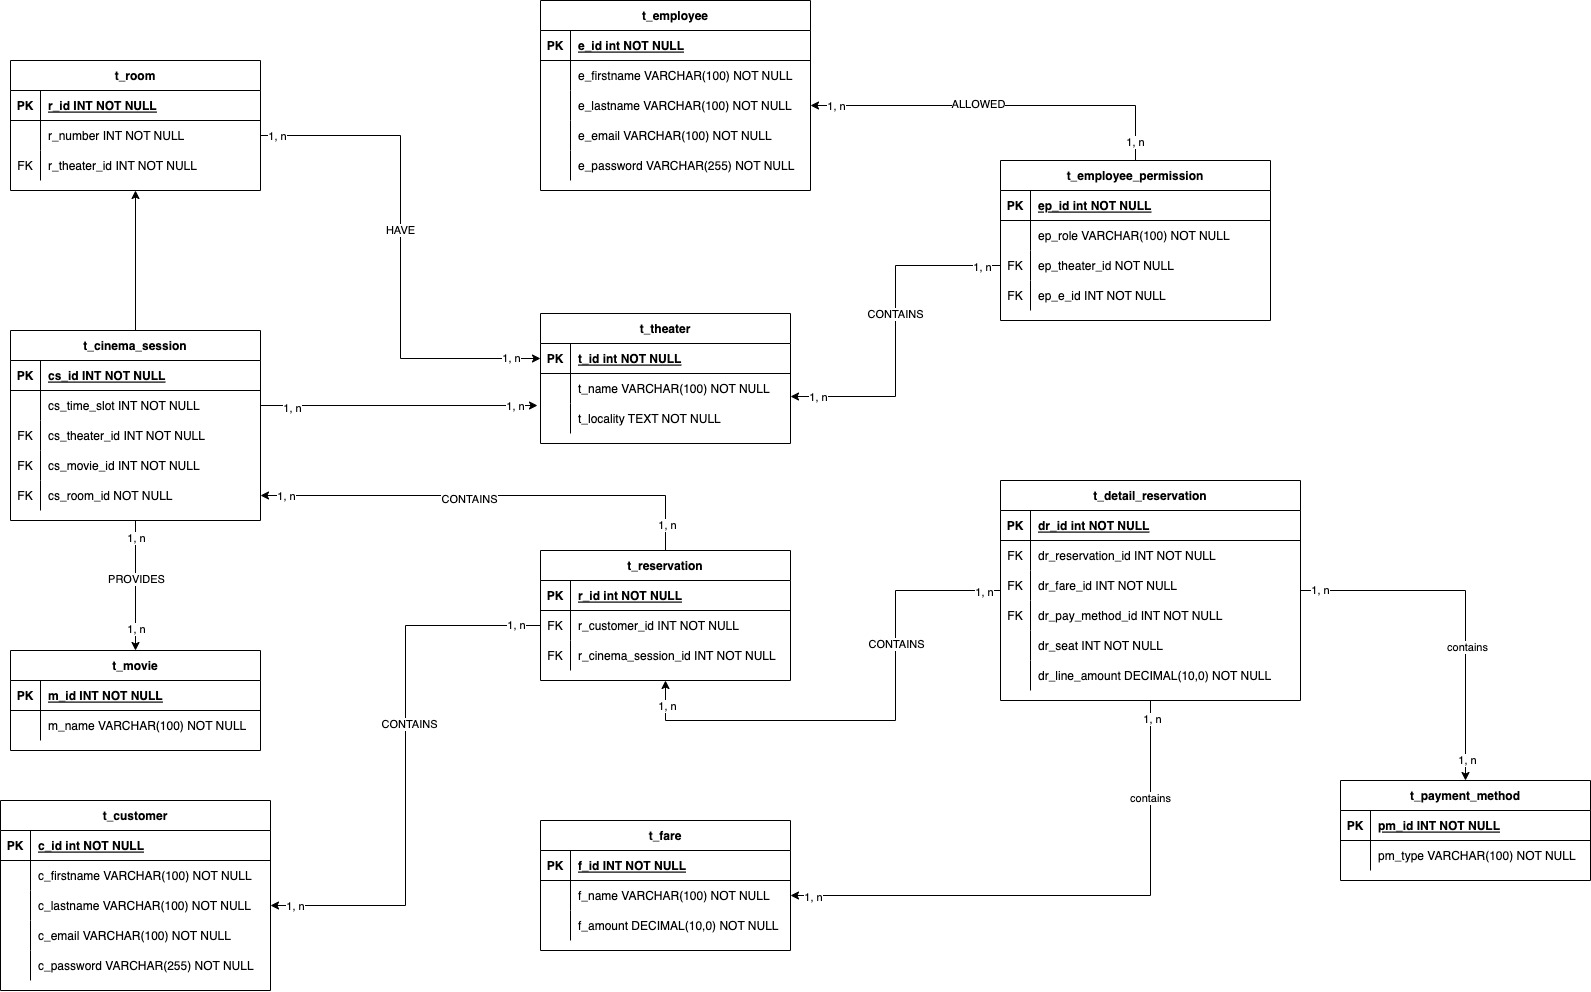 t_employee
PK e_id int NOT NULL
e_firstname VARCHAR(100) NOT NULL
e_lastname VARCHAR(100) NOT NULL
e_email VARCHAR(100) NOT NULL
e_password VARCHAR(255) NOT NULL
t_room
PK r_id INT NOT NULL
r_number INT NOT NULL
FK r_theater_id INT NOT NULL
1, n
HAVE
1, n
1, n
ALLOWED
1, n
t_employee_permission
PK ep_id int NOT NULL
ep_role VARCHAR(100) NOT NULL
FK ep_theater_id NOT NULL
FK ep_e_id INT NOT NULL
1, n
CONTAINS
1, n
t_theater
PK t_id int NOT NULL
t_name VARCHAR(100) NOT NULL
t_locality TEXT NOT NULL
t_cinema_session
PK cs_id INT NOT NULL
cs_time_slot INT NOT NULL
FK cs_theater_id INT NOT NULL
FK cs_movie_id INT NOT NULL
FK cs_room_id NOT NULL
1, n
1, n
1, n
CONTAINS
1, n
1, n
PROVIDES
1, n
t_movie
PK m_id INT NOT NULL
m_name VARCHAR(100) NOT NULL
t_reservation
PK r_id int NOT NULL
FK r_customer_id INT NOT NULL
FK r_cinema_session_id INT NOT NULL
1, n
CONTAINS
1, n
t_detail_reservation
PK dr_id int NOT NULL
FK dr_reservation_id INT NOT NULL
FK dr_fare_id INT NOT NULL
FK dr_pay_method_id INT NOT NULL
dr_seat INT NOT NULL
dr_line_amount DECIMAL(10,0) NOT NULL
1, n
CONTAINS
1, n
1, n
contains
1, n
1, n
contains
1, n
t_payment_method
PK pm_id INT NOT NULL
pm_type VARCHAR(100) NOT NULL
t_customer
PK c_id int NOT NULL
c_firstname VARCHAR(100) NOT NULL
c_lastname VARCHAR(100) NOT NULL
c_email VARCHAR(100) NOT NULL
c_password VARCHAR(255) NOT NULL
t_fare
PK f_id INT NOT NULL
f_name VARCHAR(100) NOT NULL
f_amount DECIMAL(10,0) NOT NULL